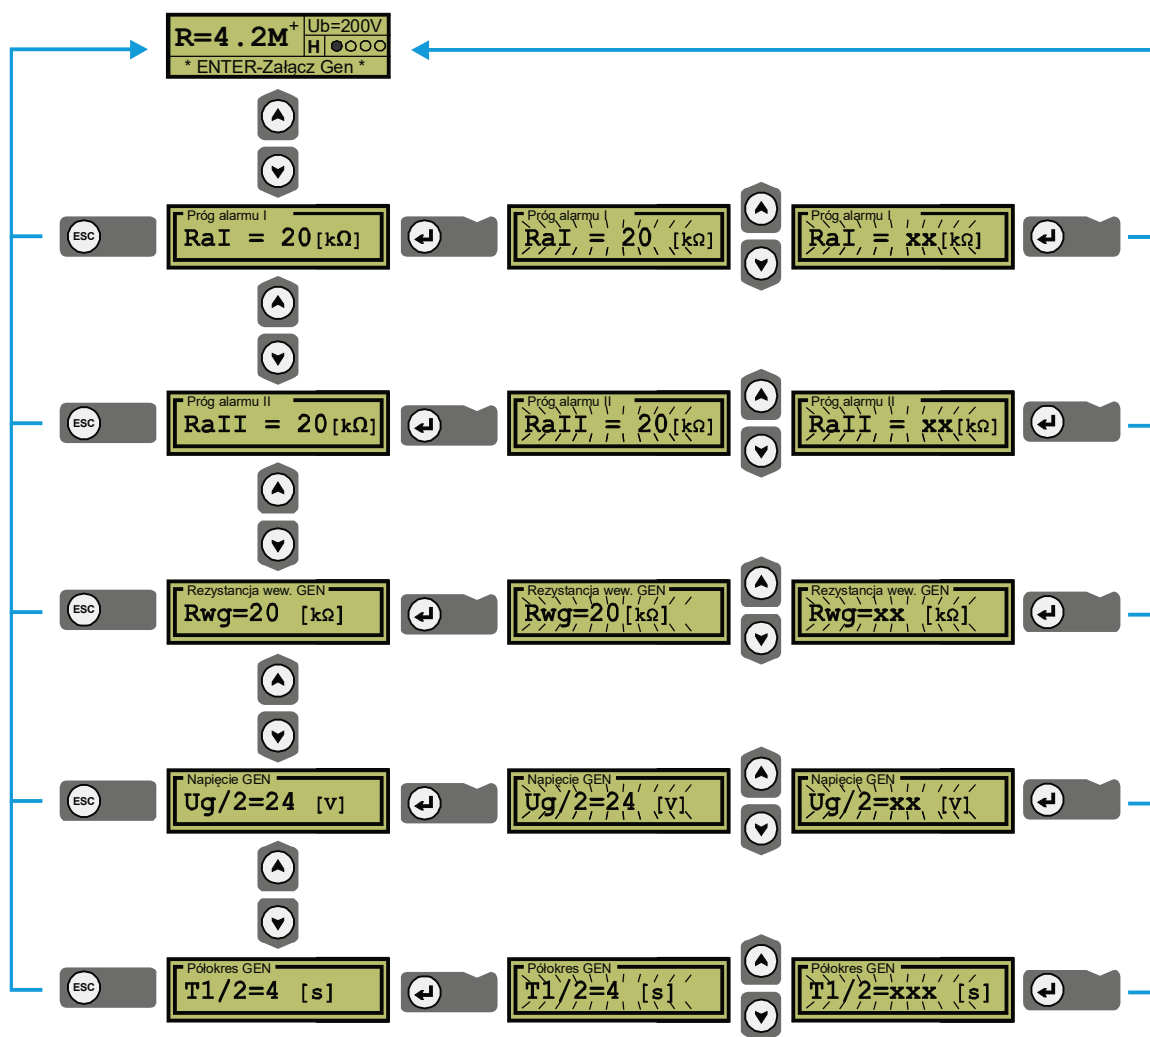 R=4.2M+ Ub=200V
H
* ENTER-Załącz Gen *
Próg alarmu I
RaI = 20[kΩ]
Próg alarmu I
RaI = 20 [kΩ]
Próg alarmu I
RaI = xx[kΩ]
ESC
Próg alarmu II
RaII = 20[kΩ]
Próg alarmu II
RaII = 20[kΩ]
Próg alarmu II
RaII = xx[kΩ]
ESC
Rezystancja wew. GEN
Rwg=20 [kΩ]
Rezystancja wew. GEN
Rwg=20[kΩ]
Rezystancja wew. GEN
Rwg=xx [kΩ]
ESC
Napięcie GEN
Ug/2=24 [V]
Napięcie GEN
Ug/2=24 [V]
Napięcie GEN
Ug/2=xx [V]
ESC
Półokres GEN
T1/2=4 [s]
Półokres GEN
T1/2=4 [s]
Półokres GEN
T1/2=xxx [s]
ESC